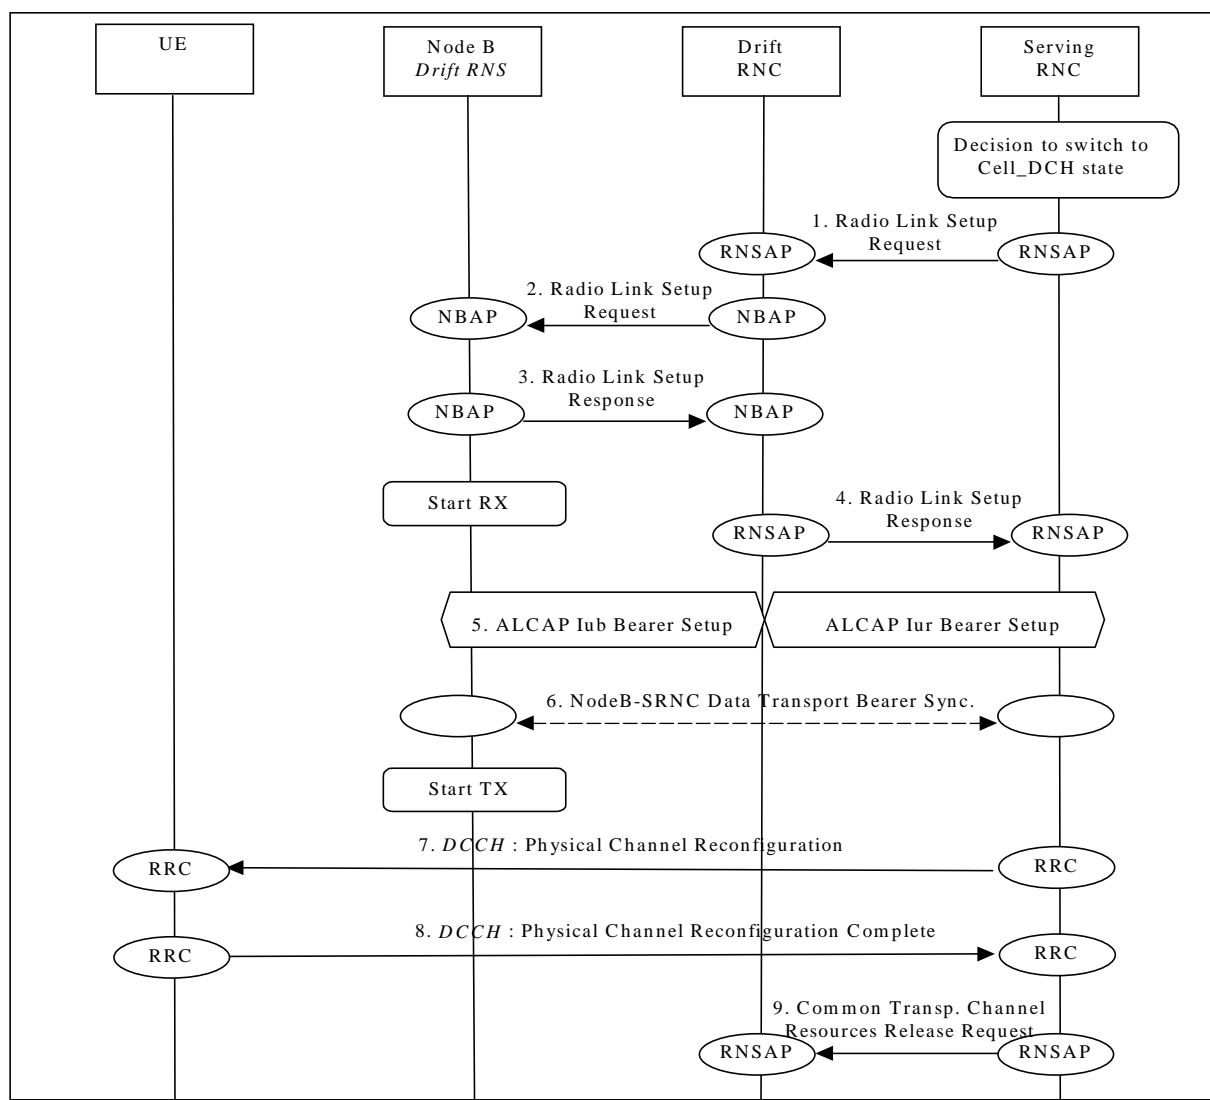 UE
Node B
Drift RNS
Drift
RNC
Serving
RNC
Decision to switch to
Cell_DCH state
1. Radio Link Setup
Request
RNSAP
RNSAP
2. Radio Link Setup
Request
NBAP
NBAP
3. Radio Link Setup
Response
NBAP
NBAP
Start RX
4. Radio Link Setup
Response
RNSAP
RNSAP
5. ALCAP Iub Bearer Setup
ALCAP Iur Bearer Setup
6. NodeB-SRNC Data Transport Bearer Sync.
Start TX
7. DCCH : Physical Channel Reconfiguration
RRC
RRC
8. DCCH : Physical Channel Reconfiguration Complete
RRC
RRC
9. Common Transp. Channel
Resources Release Request
RNSAP
RNSAP